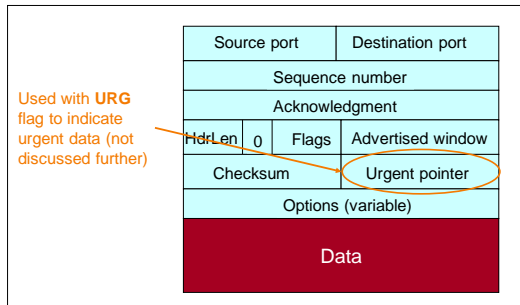 Source port Destination port
Sequence number
Acknowledgment
Used with URG
flag to indicate
urgent data (not
discussed further)
HdrLen 0 Flags Advertised window
Checksum Urgent pointer
Options (variable)
Data